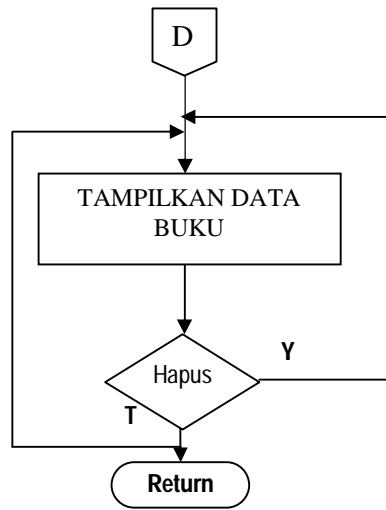 D
TAMPILKAN DATA
BUKU
Hapus
Y
T
Return